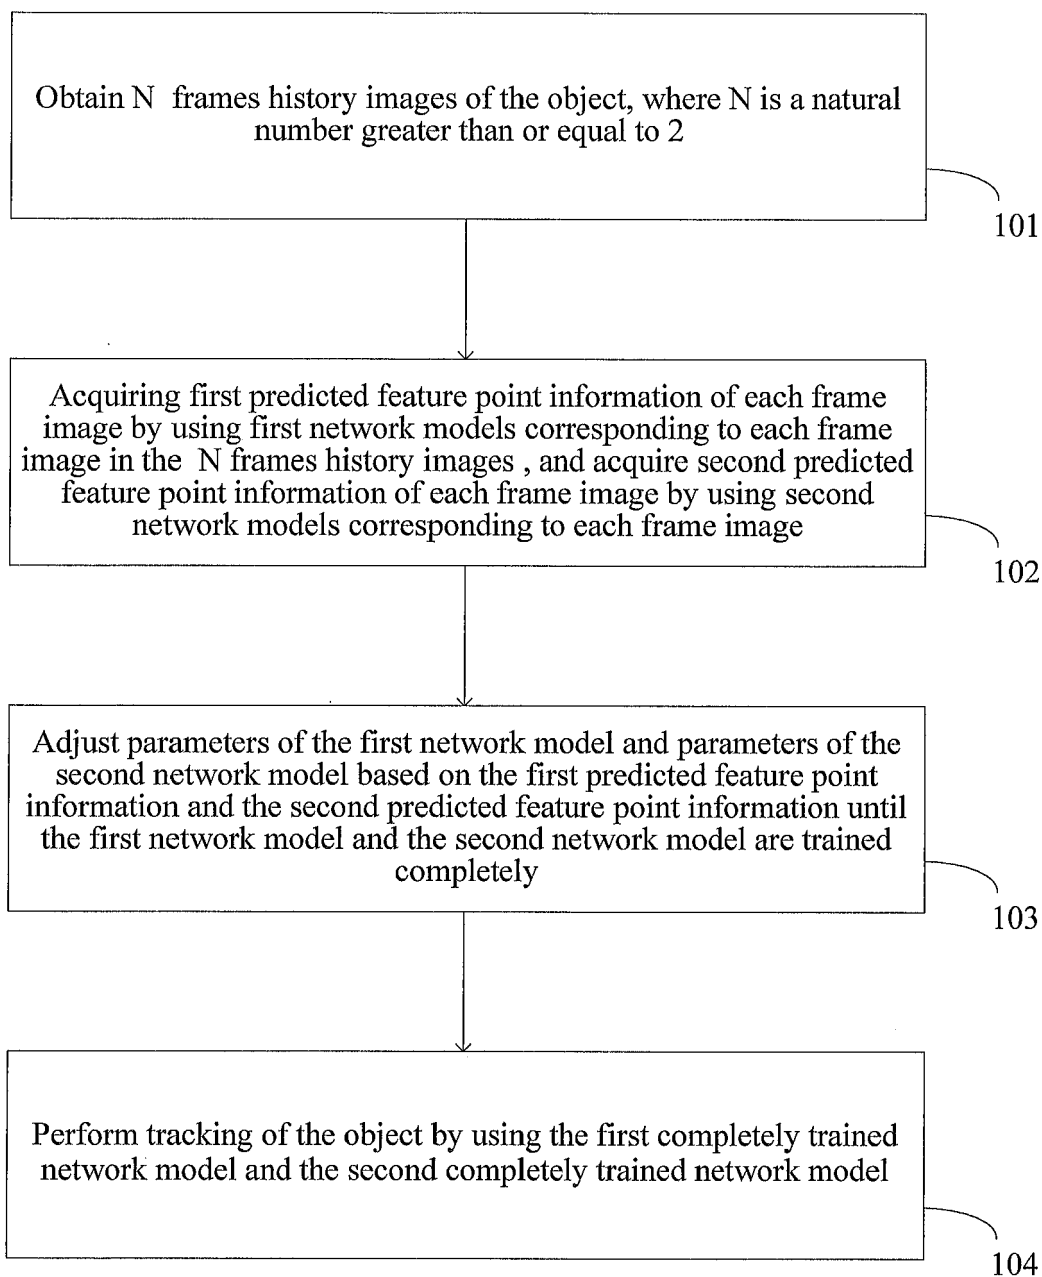 Obtain N frames history images of the object, where N is a natural
number greater than or equal to 2
101
Acquiring first predicted feature point information of each frame
image by using first network models corresponding to each frame
image in the N frames history images , and acquire second predicted
feature point information of each frame image by using second
network models corresponding to each frame image
102
Adjust parameters of the first network model and parameters of the
second network model based on the first predicted feature point
information and the second predicted feature point information until
the first network model and the second network model are trained
completely
103
Perform tracking of the object by using the first completely trained
network model and the second completely trained network model
104